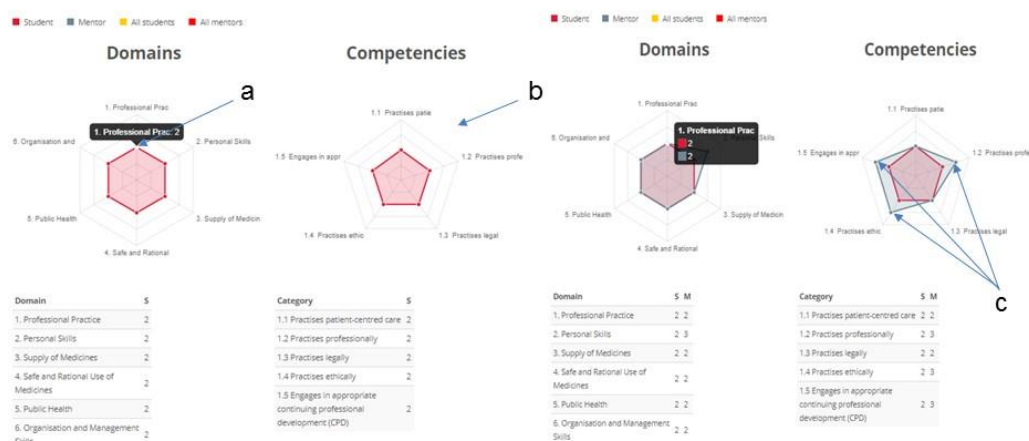 Student Mentor All students All mentors
Domains
Competencies
a
b
1. Professional Prac
1. Professional Prac: 2
6. Organisation and
2. Personal Skills
5. Public Health
3. Supply of Medicin
4. Safe and Rational
1.1 Practises patie
1.5 Engages in appr
1.2 Practises profe
1.4 Practises ethic
1.3 Practises legal
Domain S
1. Professional Practice 2
2. Personal Skills 2
3. Supply of Medicines 2
4. Safe and Rational Use of
Medicines 2
5. Public Health 2
6. Organisation and Management
Skills 2
Category S
1.1 Practises patient-centred care 2
1.2 Practises professionally 2
1.3 Practises legally 2
1.4 Practises ethically 2
1.5 Engages in appropriate
continuing professional 2
development (CPD)
Student Mentor All students All mentors
Domains
Competencies
1. Professional Prac
1. Professional Prac
2
2
6. Organisation and
Skills
5. Public Health
3. Supply of Medicin
4. Safe and Rational
1.1 Practises patie
1.5 Engages in appr
1.2 Practises profe
1.4 Practises ethic
1.3 Practises legal
c
Domain S M
1. Professional Practice 2 2
2. Personal Skills 2 3
3. Supply of Medicines 2 2
4. Safe and Rational Use of
Medicines 2 2
5. Public Health 2 2
6. Organisation and Management
Skills 2 2
Category S M
1.1 Practises patient-centred care 2 2
1.2 Practises professionally 2 3
1.3 Practises legally 2 2
1.4 Practises ethically 2 3
1.5 Engages in appropriate
continuing professional 2 3
development (CPD)